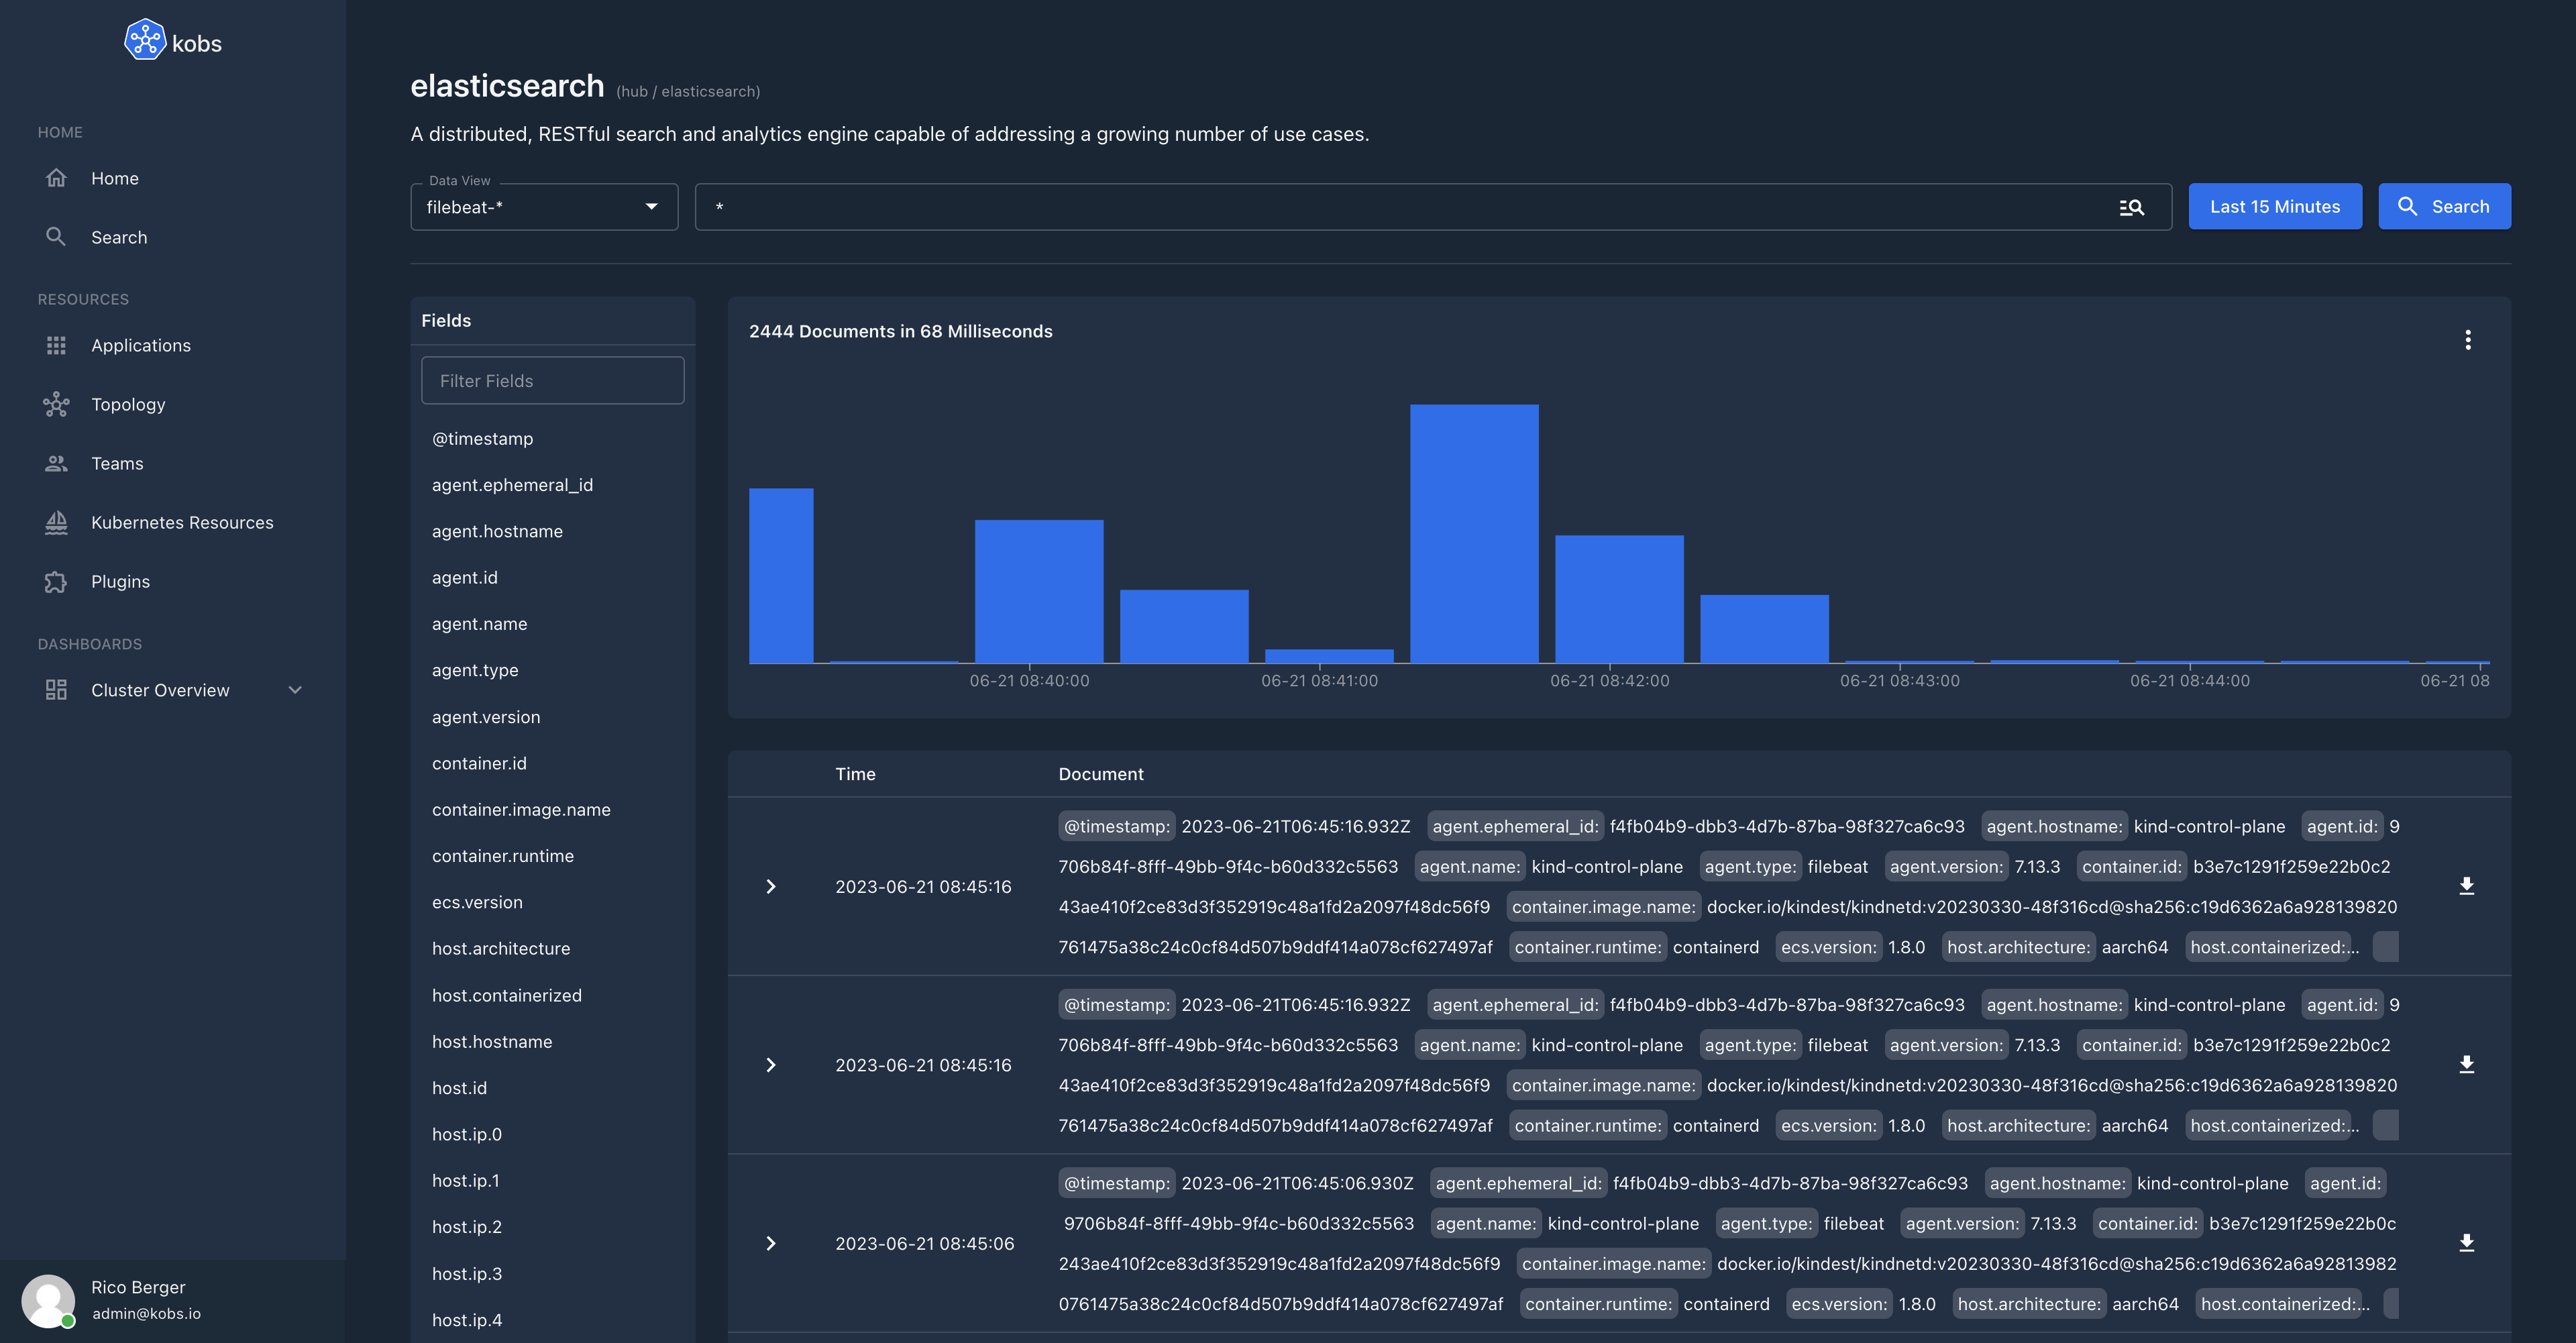 kobs
HOME
Home
Search
RESOURCES
Applications
Topology
Teams
Kubernetes Resources
Plugins
DASHBOARDS
Cluster Overview
Rico Berger
admin@kobs.io
elasticsearch (hub / elasticsearch)
A distributed, RESTful search and analytics engine capable of addressing a growing number of use cases.
Data View
filebeat-*
*
Last 15 Minutes
Search
Fields
Filter Fields
@timestamp
agent.ephemeral_id
agent.hostname
agent.id
agent.name
agent.type
agent.version
container.id
container.image.name
container.runtime
ecs.version
host.architecture
host.containerized
host.hostname
host.id
host.ip.0
host.ip.1
host.ip.2
host.ip.3
host.ip.4
2444 Documents in 68 Milliseconds
06-21 08:40:00 06-21 08:41:00 06-21 08:42:00 06-21 08:43:00 06-21 08:44:00 06-21 08
Time Document
2023-06-21 08:45:16
@timestamp: 2023-06-21T06:45:16.932Z agent.ephemeral_id: f4fb04b9-dbb3-4d7b-87ba-98f327ca6c93 agent.hostname: kind-control-plane agent.id: 9
706b84f-8fff-49bb-9f4c-b60d332c5563 agent.name: kind-control-plane agent.type: filebeat agent.version: 7.13.3 container.id: b3e7c1291f259e22b0c2
43ae410f2ce83d3f352919c48a1fd2a2097f48dc56f9 container.image.name: docker.io/kindest/kindnetd:v20230330-48f316cd@sha256:c19d6362a6a928139820
761475a38c24c0cf84d507b9ddf414a078cf627497af container.runtime: containerd ecs.version: 1.8.0 host.architecture: aarch64 host.containerized:...
2023-06-21 08:45:16
@timestamp: 2023-06-21T06:45:16.932Z agent.ephemeral_id: f4fb04b9-dbb3-4d7b-87ba-98f327ca6c93 agent.hostname: kind-control-plane agent.id: 9
706b84f-8fff-49bb-9f4c-b60d332c5563 agent.name: kind-control-plane agent.type: filebeat agent.version: 7.13.3 container.id: b3e7c1291f259e22b0c2
43ae410f2ce83d3f352919c48a1fd2a2097f48dc56f9 container.image.name: docker.io/kindest/kindnetd:v20230330-48f316cd@sha256:c19d6362a6a928139820
761475a38c24c0cf84d507b9ddf414a078cf627497af container.runtime: containerd ecs.version: 1.8.0 host.architecture: aarch64 host.containerized:...
2023-06-21 08:45:06
@timestamp: 2023-06-21T06:45:06.930Z agent.ephemeral_id: f4fb04b9-dbb3-4d7b-87ba-98f327ca6c93 agent.hostname: kind-control-plane agent.id:
9706b84f-8fff-49bb-9f4c-b60d332c5563 agent.name: kind-control-plane agent.type: filebeat agent.version: 7.13.3 container.id: b3e7c1291f259e22b0c
243ae410f2ce83d3f352919c48a1fd2a2097f48dc56f9 container.image.name: docker.io/kindest/kindnetd:v20230330-48f316cd@sha256:c19d6362a6a92813982
0761475a38c24c0cf84d507b9ddf414a078cf627497af container.runtime: containerd ecs.version: 1.8.0 host.architecture: aarch64 host.containerized:...